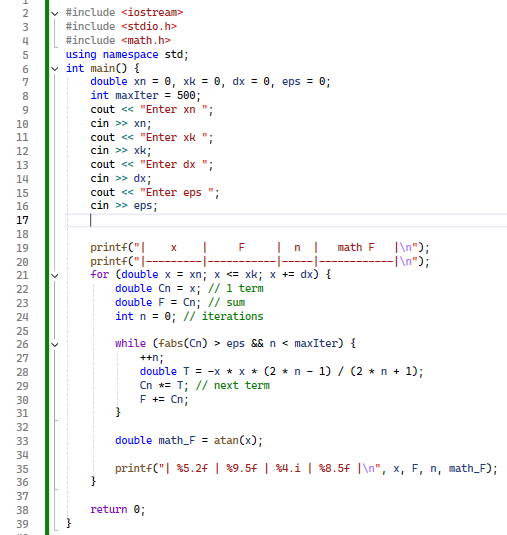 1
2 #include <iostream>
3 #include <stdio.h>
4 #include <math.h>
5 using namespace std;
6 int main() {
7 double xn = 0, xk = 0, dx = 0, eps = 0;
8 int maxIter = 500;
9 cout << "Enter xn ";
10 cin >> xn;
11 cout << "Enter xk ";
12 cin >> xk;
13 cout << "Enter dx ";
14 cin >> dx;
15 cout << "Enter eps ";
16 cin >> eps;
17
18
19 printf("|    x    |     F     |  n  |   math F   |\n");
20 printf("|---------|-----------|-----|------------|\n");
21 for (double x = xn; x <= xk; x += dx) {
22 double Cn = x; // 1 term
23 double F = Cn; // sum
24 int n = 0; // iterations
25
26 while (fabs(Cn) > eps && n < maxIter) {
27 ++n;
28 double T = -x * x * (2 * n - 1) / (2 * n + 1);
29 Cn *= T; // next term
30 F += Cn;
31 }
32
33 double math_F = atan(x);
34
35 printf("| %5.2f | %9.5f | %4.i | %8.5f |\n", x, F, n, math_F);
36 }
37
38 return 0;
39 }